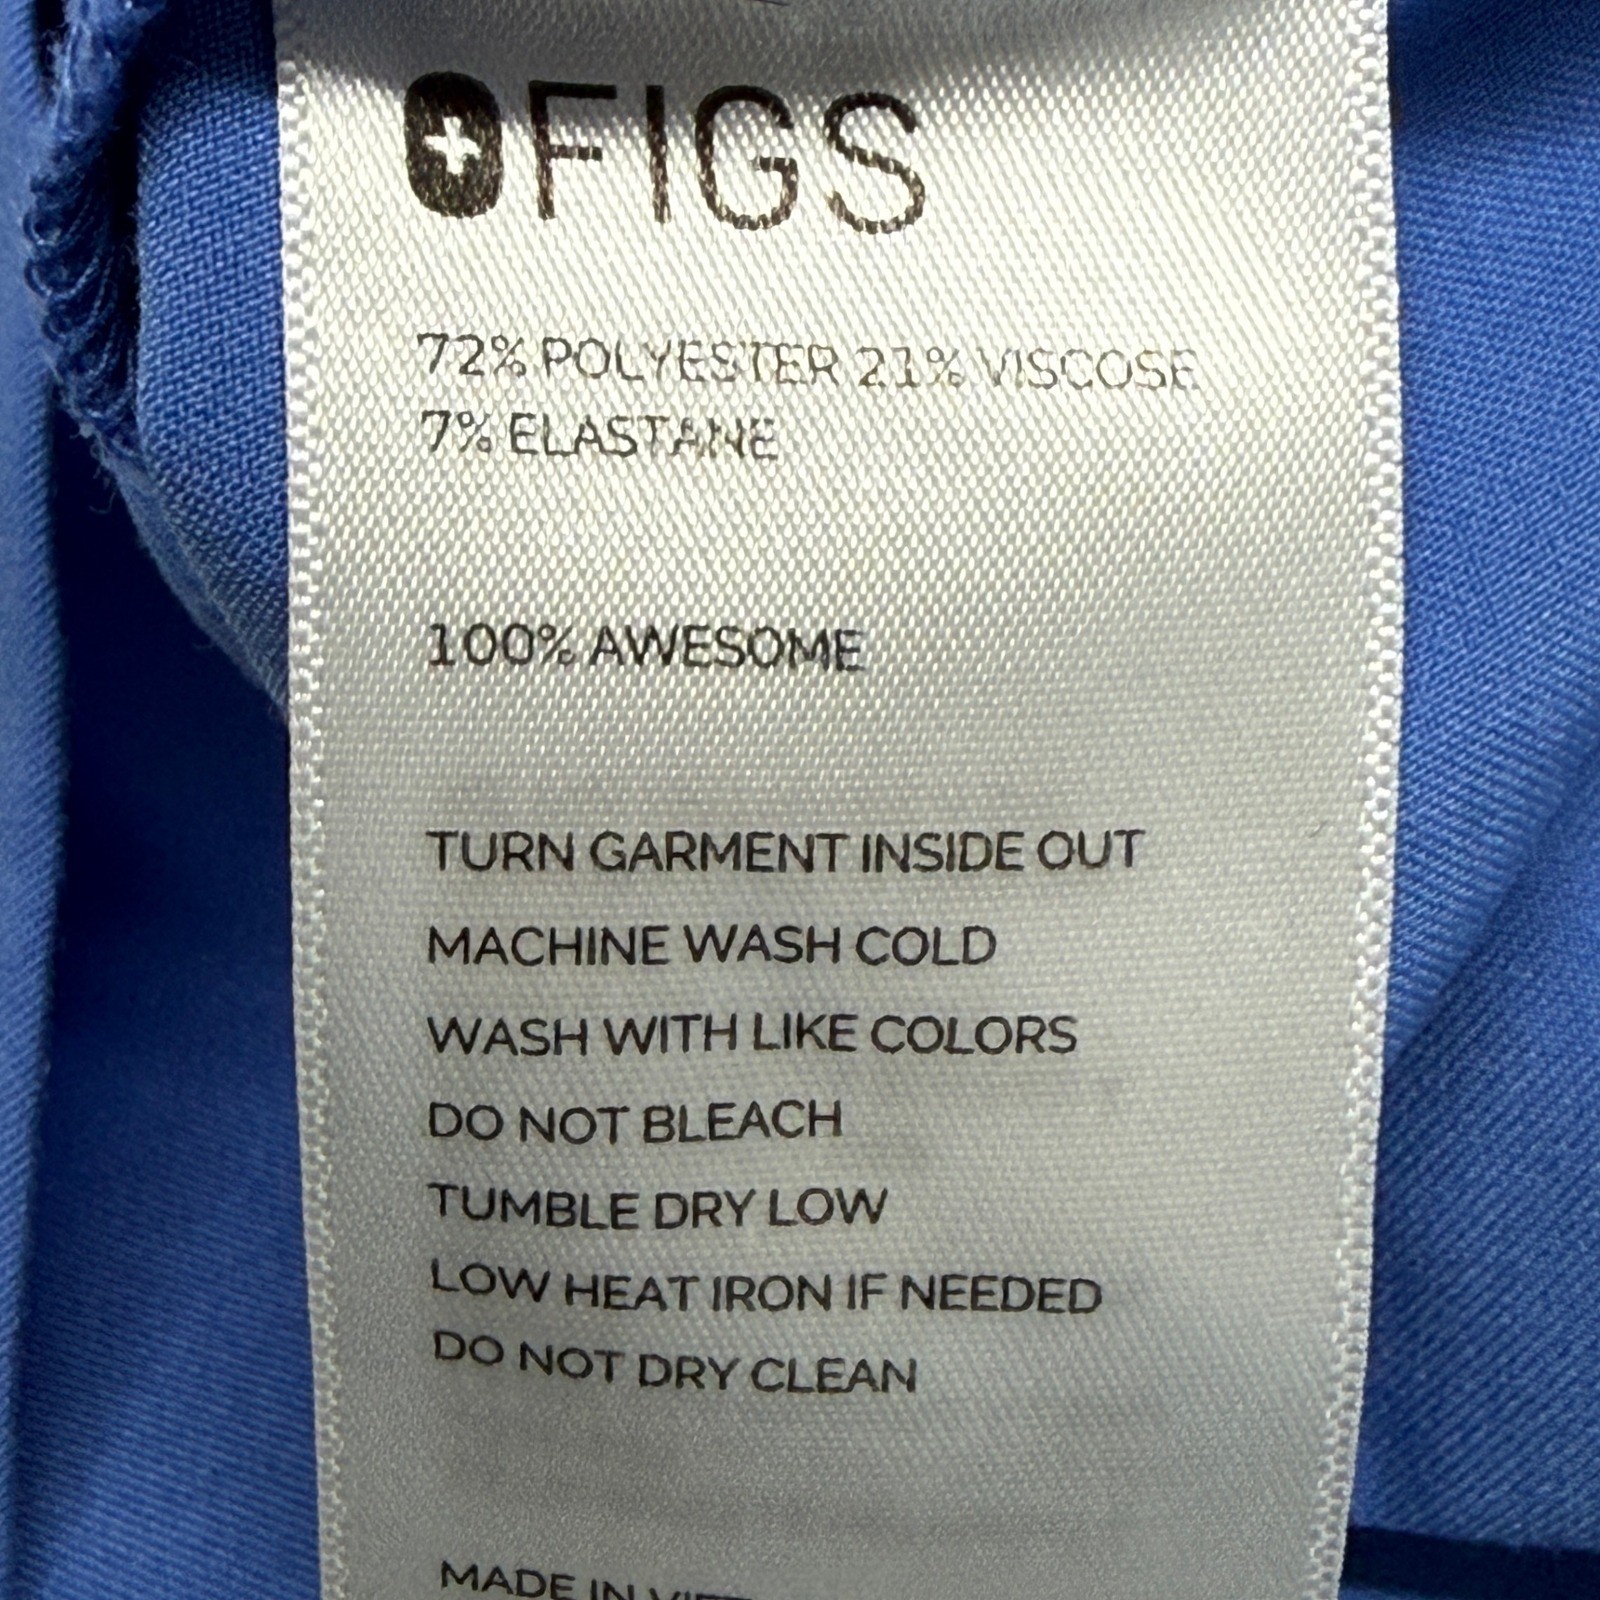 FIGS
72% POLYESTER 21% VISCOSE
7% ELASTANE
100% AWESOME
TURN GARMENT INSIDE OUT
MACHINE WASH COLD
WASH WITH LIKE COLORS
DO NOT BLEACH
TUMBLE DRY LOW
LOW HEAT IRON IF NEEDED
DO NOT DRY CLEAN
MADE IN